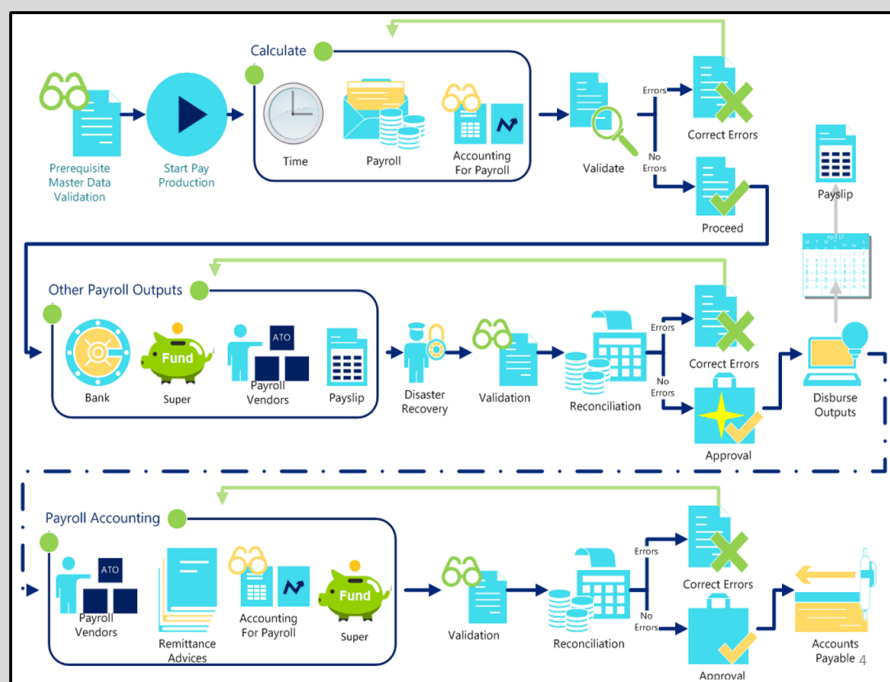 Calculate
Prerequisite
Master Data
Validation
Start Pay
Production
Time
Payroll
Accounting
For Payroll
Validate
Errors
No
Errors
Correct Errors
Proceed
Payslip
Other Payroll Outputs
Bank
Fund
Super
ATO
Payroll
Vendors
Payslip
Disaster
Recovery
Validation
Reconciliation
Errors
No
Errors
Correct Errors
Approval
Disburse
Outputs
Payroll Accounting
ATO
Payroll
Vendors
Remittance
Advices
Accounting
For Payroll
Fund
Super
Validation
Reconciliation
Errors
No
Errors
Correct Errors
Approval
Accounts
Payable
4